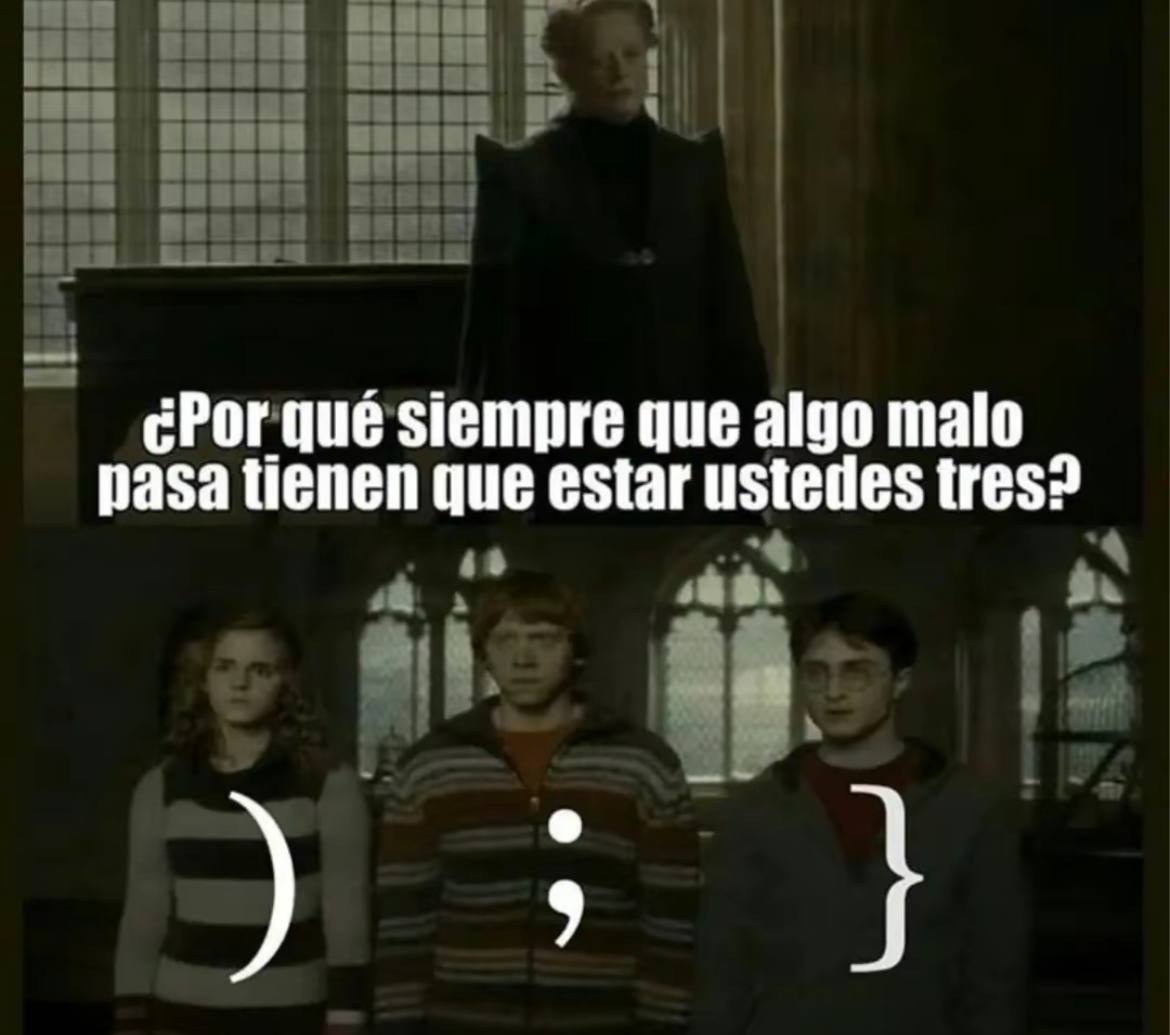 ¿Por qué siempre que algo malo
pasa tienen que estar ustedes tres?
) ; }